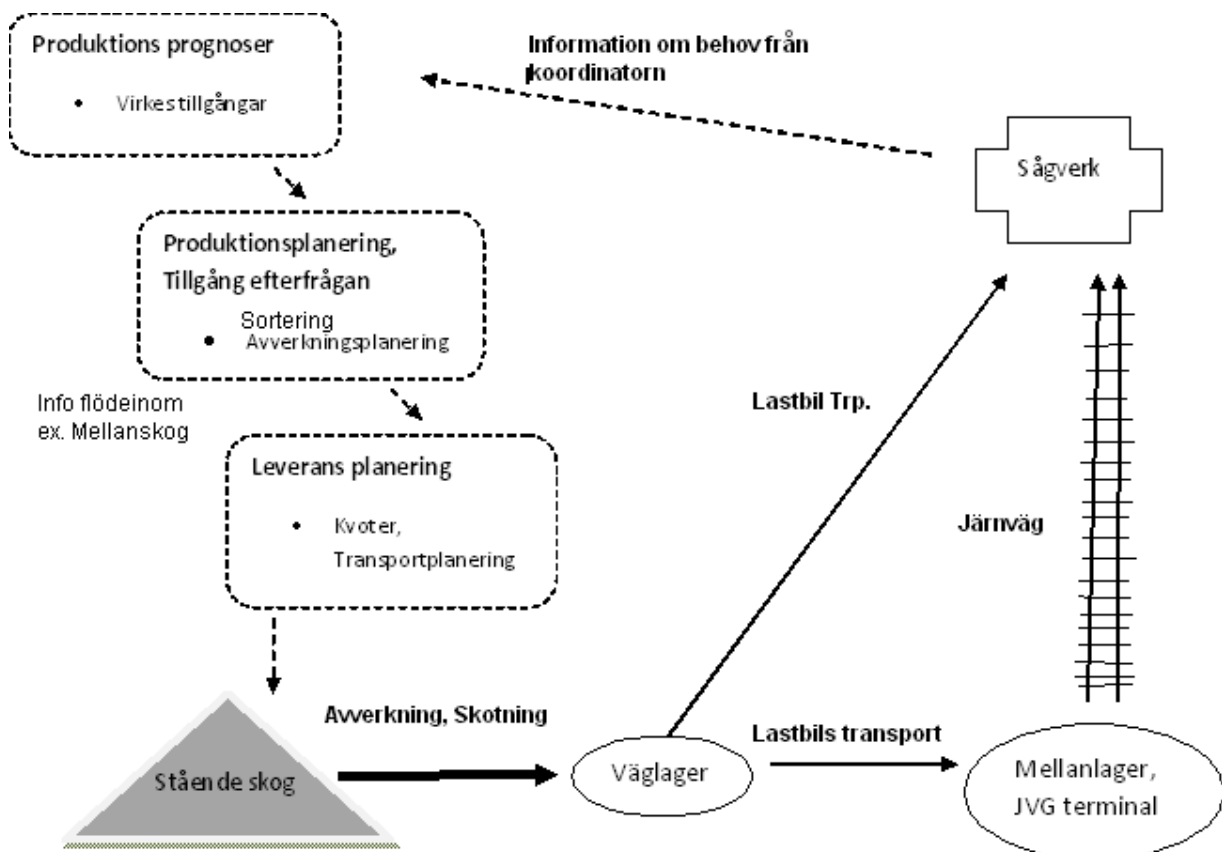 Produktions prognoser
• Virkestillgångar
Information om behov från
koordinatorn
Sågverk
Produktionsplanering,
Tillgång efterfrågan
Sortering
• Avverkningsplanering
Info flödeinom
ex. Mellanskog
Leverans planering
• Kvoter,
Transportplanering
Lastbil Trp.
Järnväg
Avverkning, Skotning
Lastbils transport
Stående skog
Väglager
Mellanlager,
JVG terminal